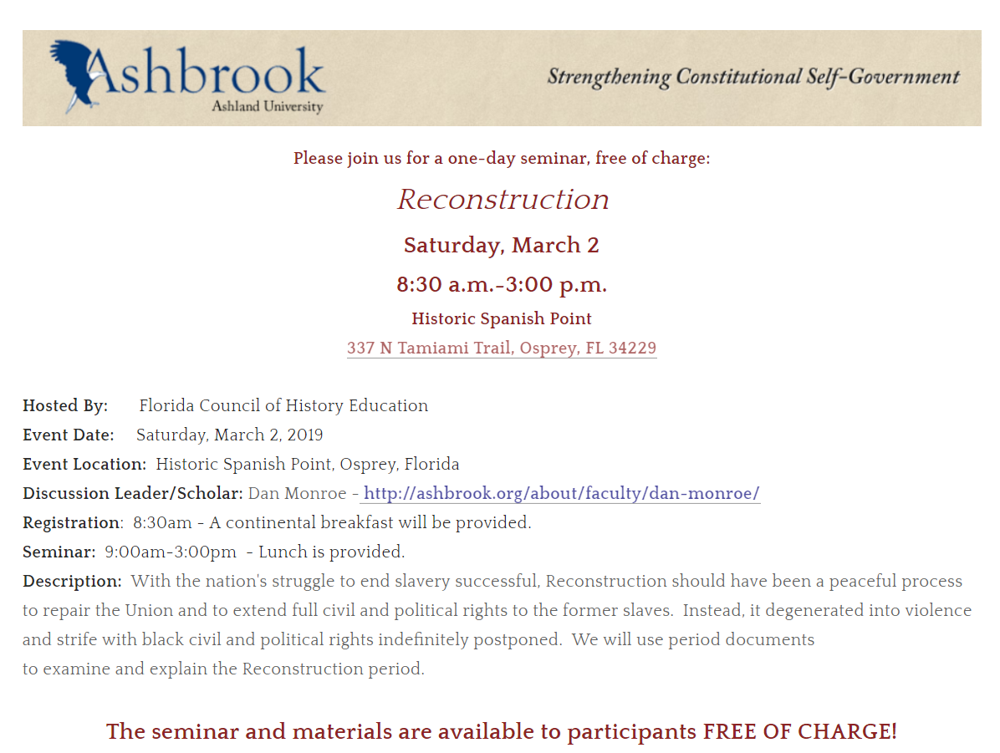 Ashbrook
Ashland University
Strengthening Constitutional Self-Government
Please join us for a one-day seminar, free of charge:
Reconstruction
Saturday, March 2
8:30 a.m.-3:00 p.m.
Historic Spanish Point
337 N Tamiami Trail, Osprey, FL 34229
Hosted By: Florida Council of History Education
Event Date: Saturday, March 2, 2019
Event Location: Historic Spanish Point, Osprey, Florida
Discussion Leader/Scholar: Dan Monroe - http://ashbrook.org/about/faculty/dan-monroe/
Registration: 8:30am - A continental breakfast will be provided.
Seminar: 9:00am-3:00pm - Lunch is provided.
Description: With the nation's struggle to end slavery successful, Reconstruction should have been a peaceful process
to repair the Union and to extend full civil and political rights to the former slaves. Instead, it degenerated into violence
and strife with black civil and political rights indefinitely postponed. We will use period documents
to examine and explain the Reconstruction period.
The seminar and materials are available to participants FREE OF CHARGE!